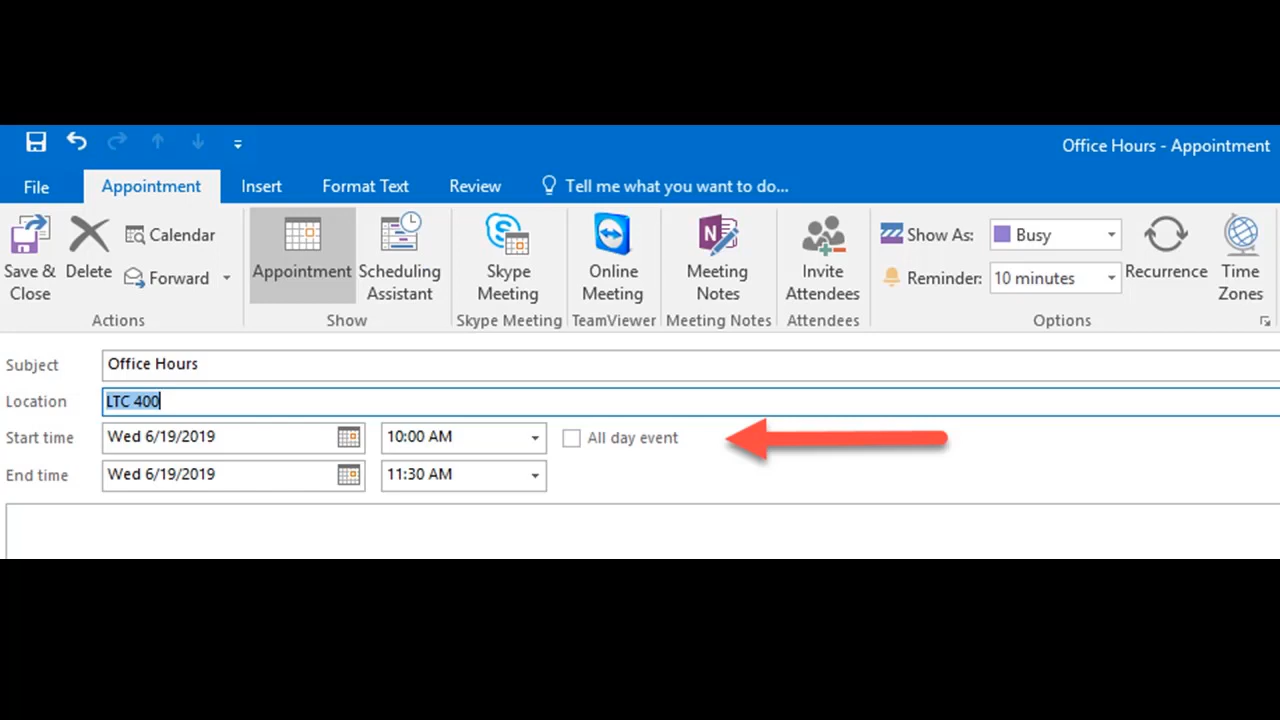 Office Hours - Appointment
File Appointment Insert Format Text Review Tell me what you want to do...
Save & Close
Delete
Calendar
Forward
Actions
Appointment
Scheduling Assistant
Show
Skype Meeting
Skype Meeting
Online Meeting
TeamViewer
N
Meeting Notes
Meeting Notes
Invite Attendees
Attendees
Show As: Busy
Reminder: 10 minutes
Recurrence
Time Zones
Options
Subject Office Hours
Location LTC 400
Start time Wed 6/19/2019 10:00 AM All day event
End time Wed 6/19/2019 11:30 AM